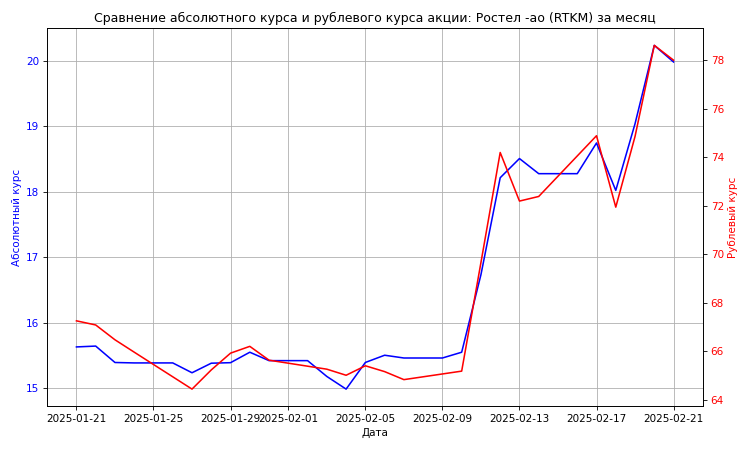 Сравнение абсолютного курса и рублевого курса акции: Ростел -ао (RTKM) за месяц
Абсолютный курс
20
19
18
17
16
15
78
76
74
72
70
68
66
64
Рублевый курс
2025-01-21 2025-01-25 2025-01-29 2025-02-01 2025-02-05 2025-02-09 2025-02-13 2025-02-17 2025-02-21
Дата